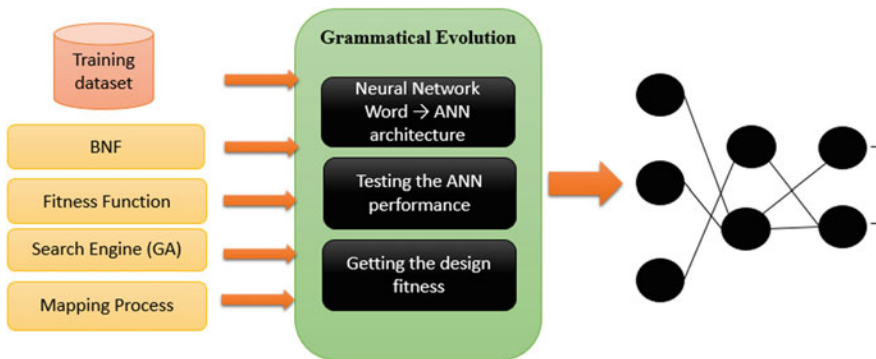 Training
dataset
BNF
Fitness Function
Search Engine (GA)
Mapping Process
Grammatical Evolution
Neural Network
Word → ANN
architecture
Testing the ANN
performance
Getting the design
fitness